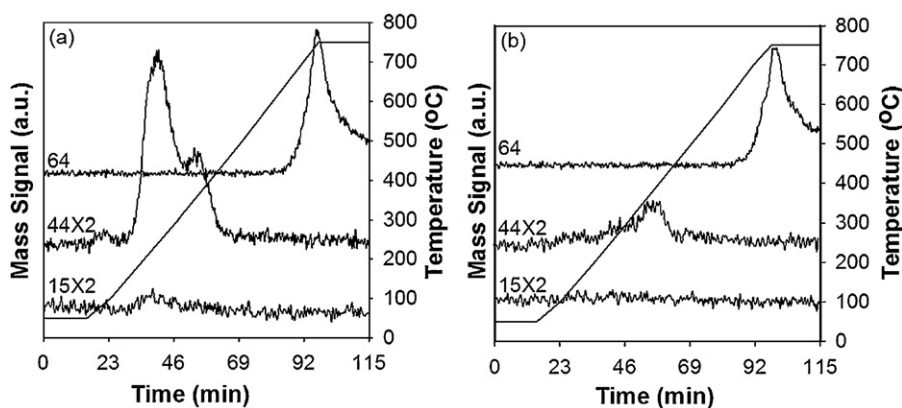 (a)
Mass Signal (a.u.)
64
44X2
15X2
800
700
600
500
400
300
200
100
0
Temperature (ºC)
0 23 46 69 92 115
Time (min)
(b)
Mass Signal (a.u.)
64
44X2
15X2
800
700
600
500
400
300
200
100
0
Temperature (ºC)
0 23 46 69 92 115
Time (min)